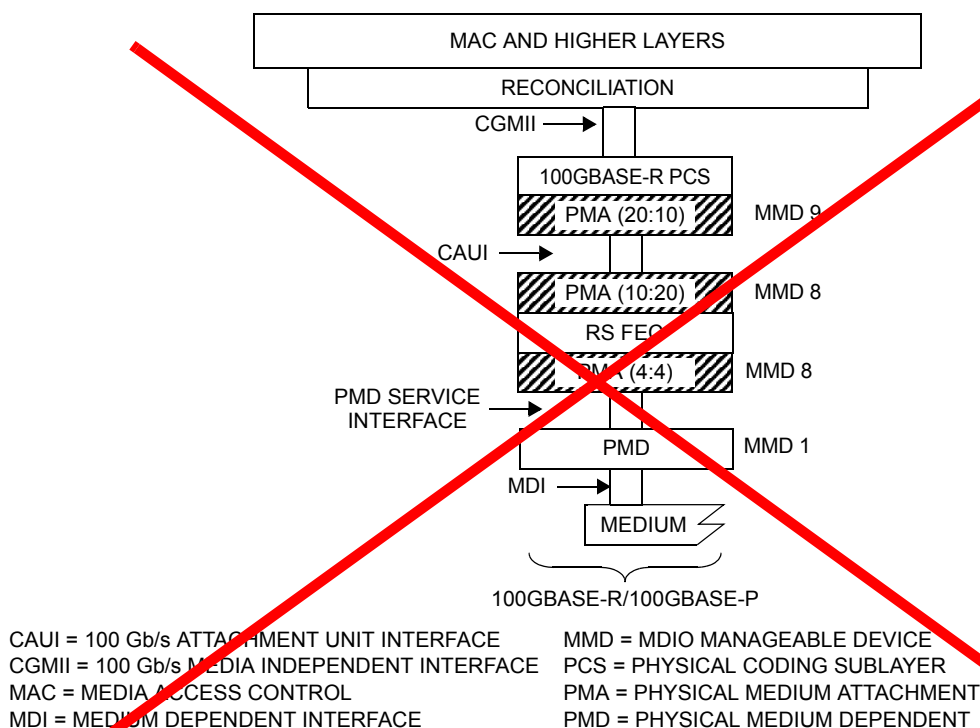 MAC AND HIGHER LAYERS
RECONCILIATION
CGMII
100GBASE-R PCS
PMA (20:10)
MMD 9
CAUI
PMA (10:20)
MMD 8
RS FEC
PMA (4:4)
MMD 8
PMD SERVICE
INTERFACE
PMD
MMD 1
MDI
MEDIUM
100GBASE-R/100GBASE-P
CAUI = 100 Gb/s ATTACHMENT UNIT INTERFACE
CGMII = 100 Gb/s MEDIA INDEPENDENT INTERFACE
MAC = MEDIA ACCESS CONTROL
MDI = MEDIUM DEPENDENT INTERFACE
MMD = MDIO MANAGEABLE DEVICE
PCS = PHYSICAL CODING SUBLAYER
PMA = PHYSICAL MEDIUM ATTACHMENT
PMD = PHYSICAL MEDIUM DEPENDENT